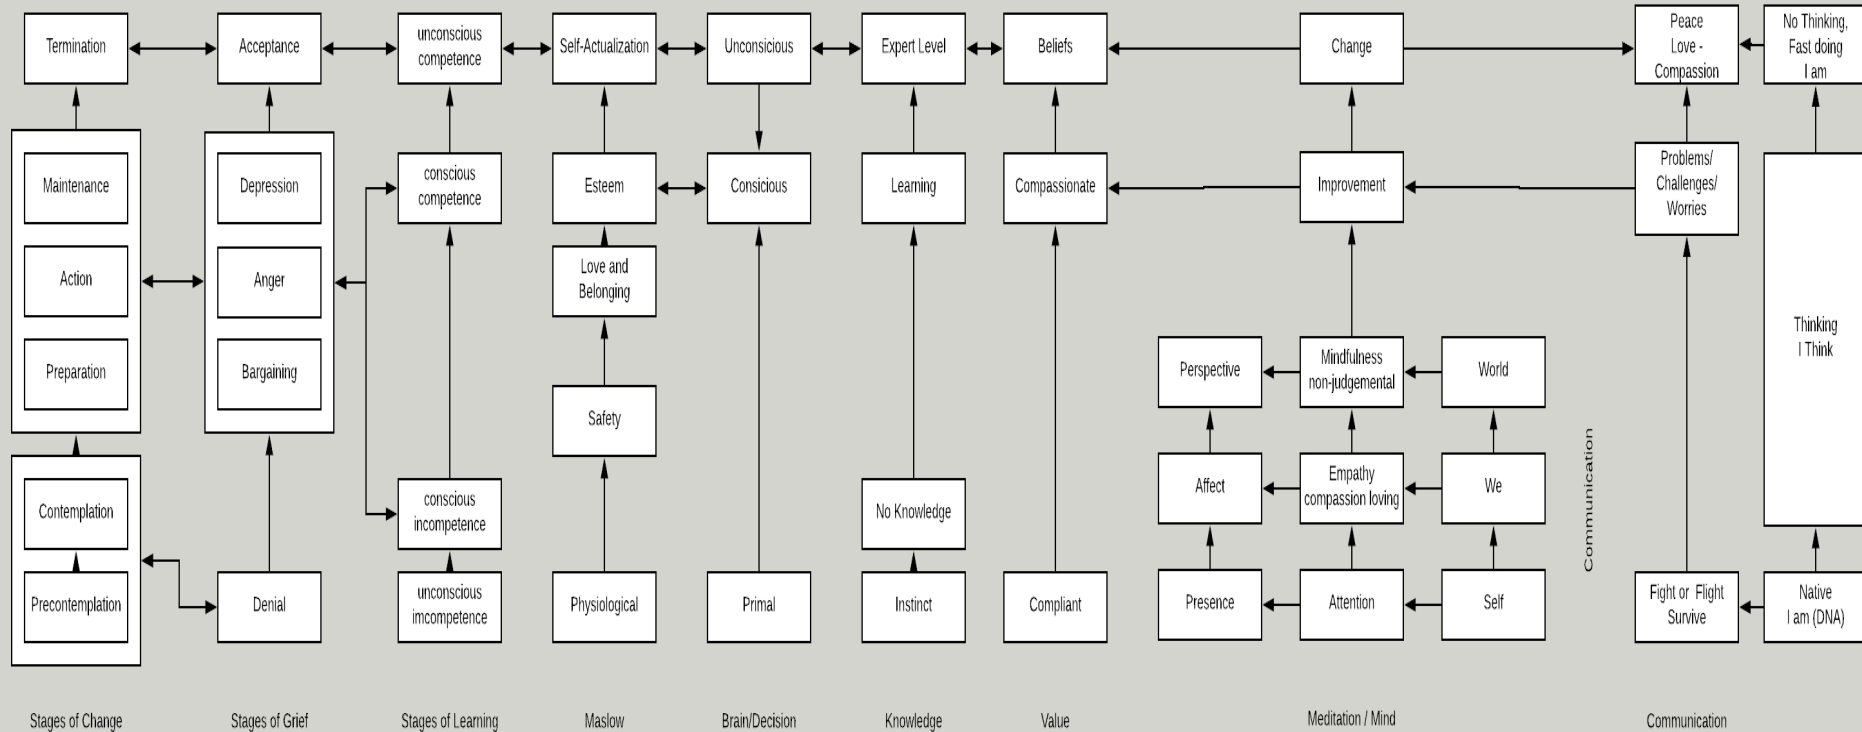 Termination
Acceptance
unconscious
competence
Self-Actualization
Unconsicious
Expert Level
Beliefs
Change
Peace
Love -
Compassion
No Thinking,
Fast doing
I am
Maintenance
Action
Preparation
Depression
Anger
Bargaining
conscious
competence
Esteem
Love and
Belonging
Safety
Consicious
Learning
Compassionate
Improvement
Problems/
Challenges/
Worries
Thinking
I Think
Perspective
Mindfulness
non-judgemental
World
Affect
Empathy
compassion loving
We
Communication
Contemplation
Precontemplation
Denial
conscious
incompetence
unconscious
imcompetence
Physiological
Primal
No Knowledge
Instinct
Compliant
Presence
Attention
Self
Fight or Flight
Survive
Native
I am (DNA)
Stages of Change
Stages of Grief
Stages of Learning
Maslow
Brain/Decision
Knowledge
Value
Meditation / Mind
Communication